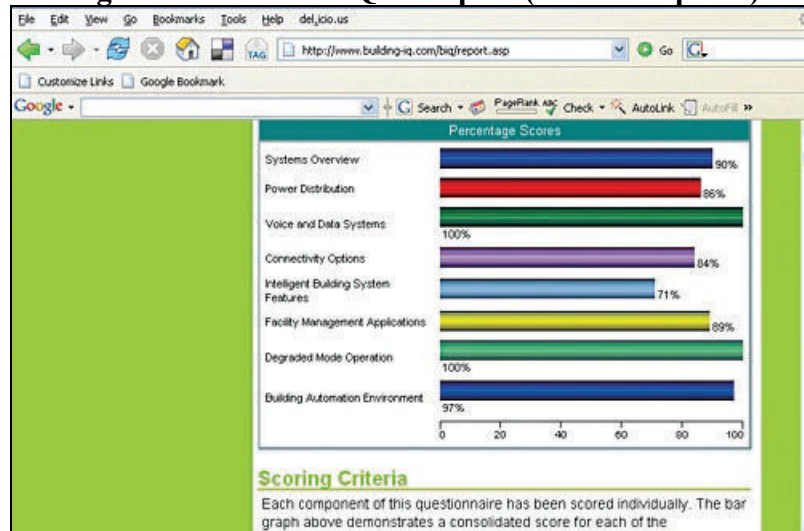 File Edit View Go Bookmarks Tools Help del.icio.us
TAG http://www.building-iq.com/biq/report.asp Go G
Customize Links Google Bookmark
Google Search PageRank ABC Check AutoLink AutoFill
Percentage Scores
Systems Overview 90%
Power Distribution 86%
Voice and Data Systems
100%
Connectivity Options 84%
Intelligent Building System
Features 71%
Facility Management Applications 89%
Degraded Mode Operation
100%
Building Automation Environment
97%
0 20 40 60 80 100
Scoring Criteria
Each component of this questionnaire has been scored individually. The bar
graph above demonstrates a consolidated score for each of the